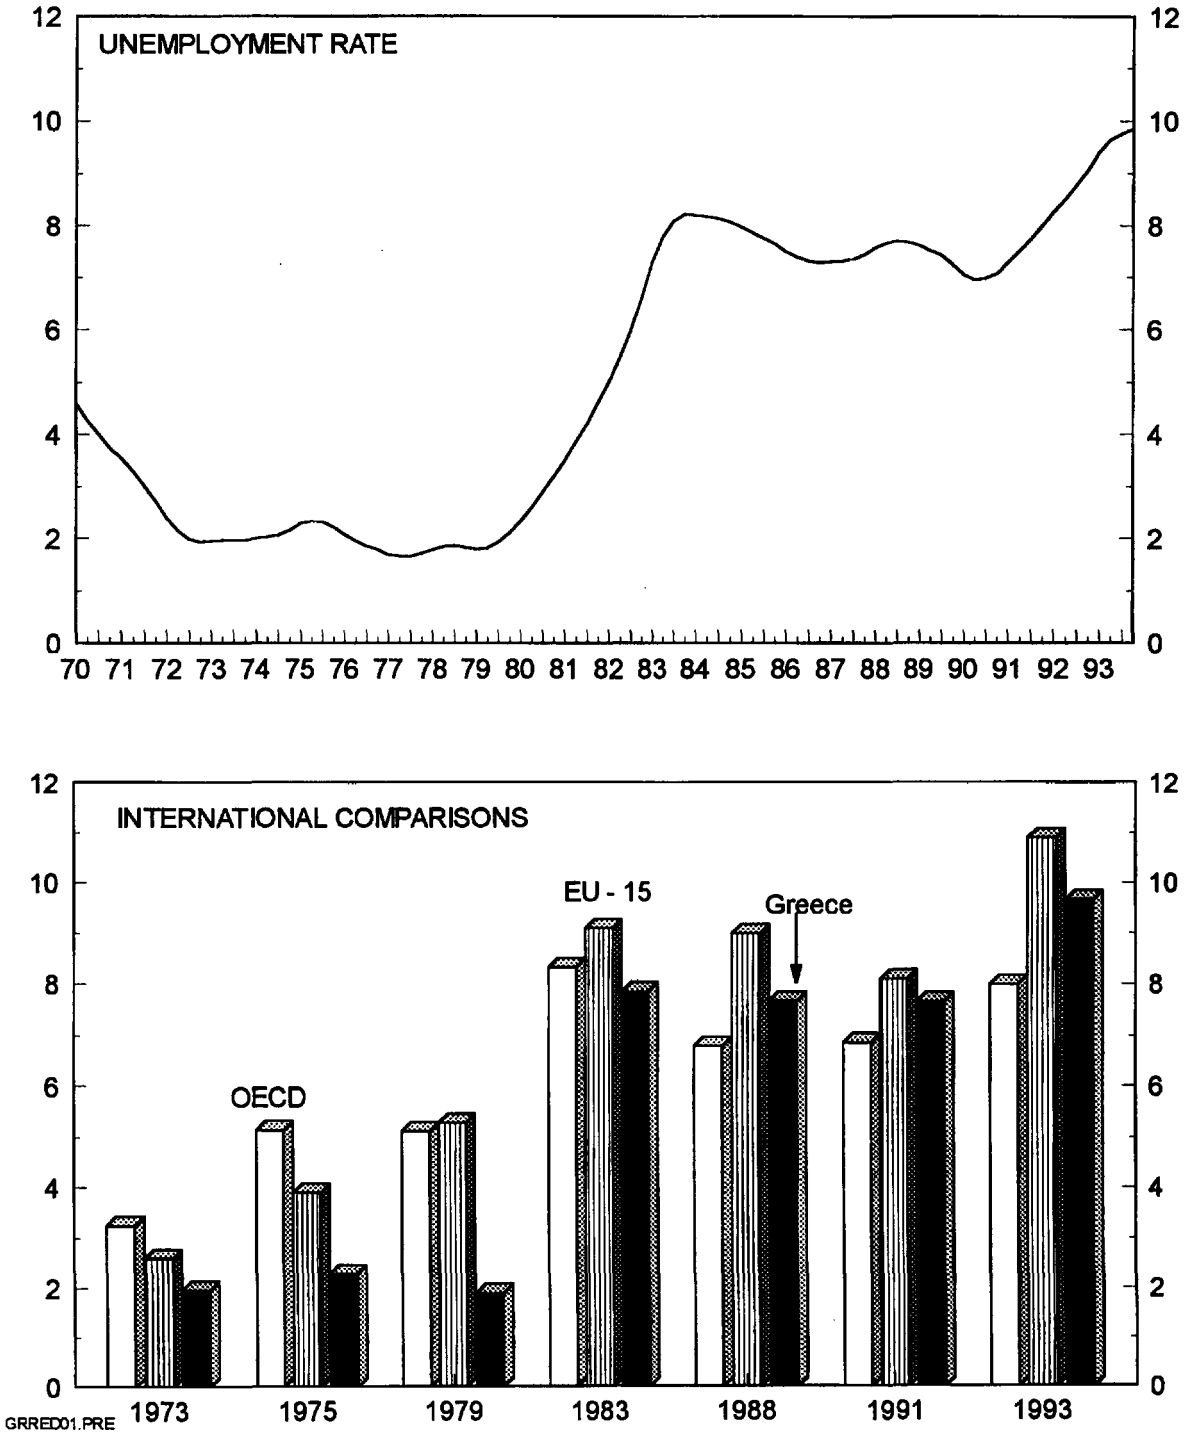 12 12
UNEMPLOYMENT RATE
10 10
8 8
6 6
4 4
2 2
0 0
70 71 72 73 74 75 76 77 78 79 80 81 82 83 84 85 86 87 88 89 90 91 92 93
12 12
INTERNATIONAL COMPARISONS
10 EU - 15 10
Greece
8 8
6 6
OECD
4 4
2 2
0 0
1973 1975 1979 1983 1988 1991 1993
GRRED01.PRE